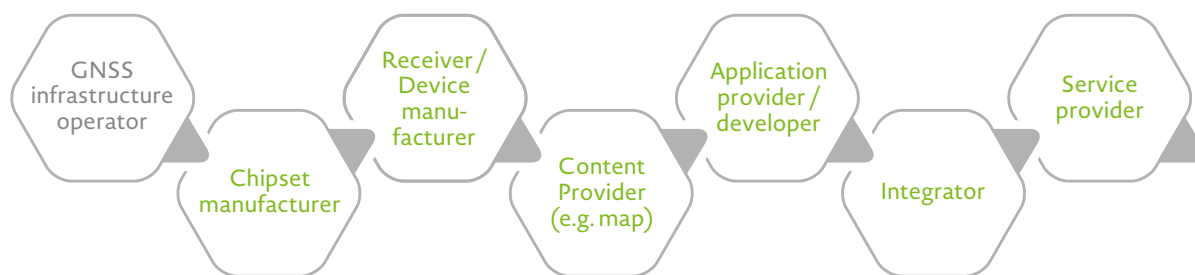 GNSS
infrastructure
operator
Chipset
manufacturer
Receiver /
Device
manu-
facturer
Content
Provider
(e.g. map)
Application
provider /
developer
Integrator
Service
provider